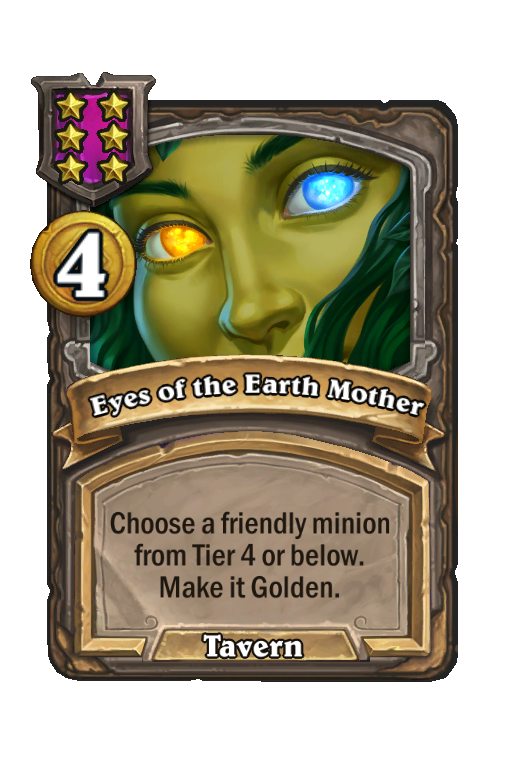 4
Eyes of the Earth Mother
Choose a friendly minion
from Tier 4 or below.
Make it Golden.
Tavern